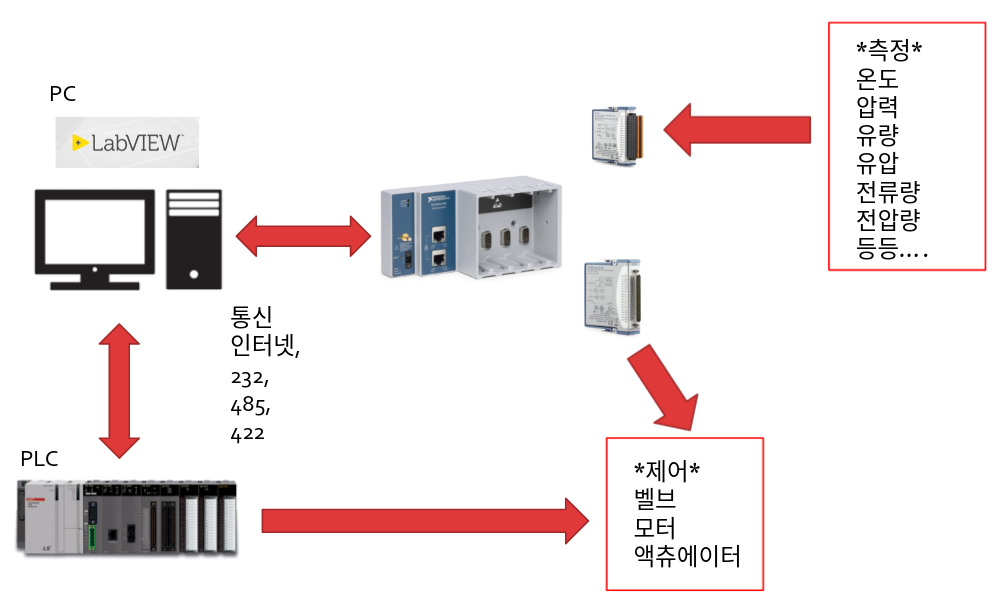 PC
LabVIEW
*측정*
온도
압력
유량
유압
전류량
전압량
등등....
통신
인터넷,
232,
485,
422
PLC
*제어*
벨브
모터
액츄에이터